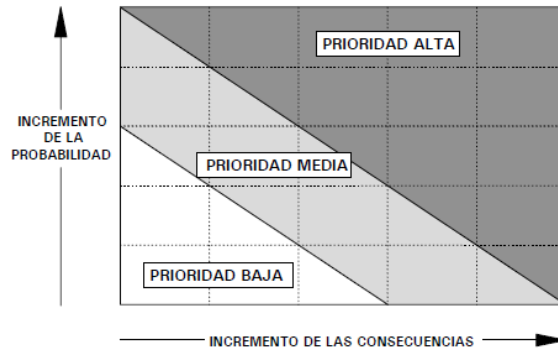 PRIORIDAD ALTA
INCREMENTO
DE LA
PROBABILIDAD
PRIORIDAD MEDIA
PRIORIDAD BAJA
INCREMENTO DE LAS CONSECUENCIAS